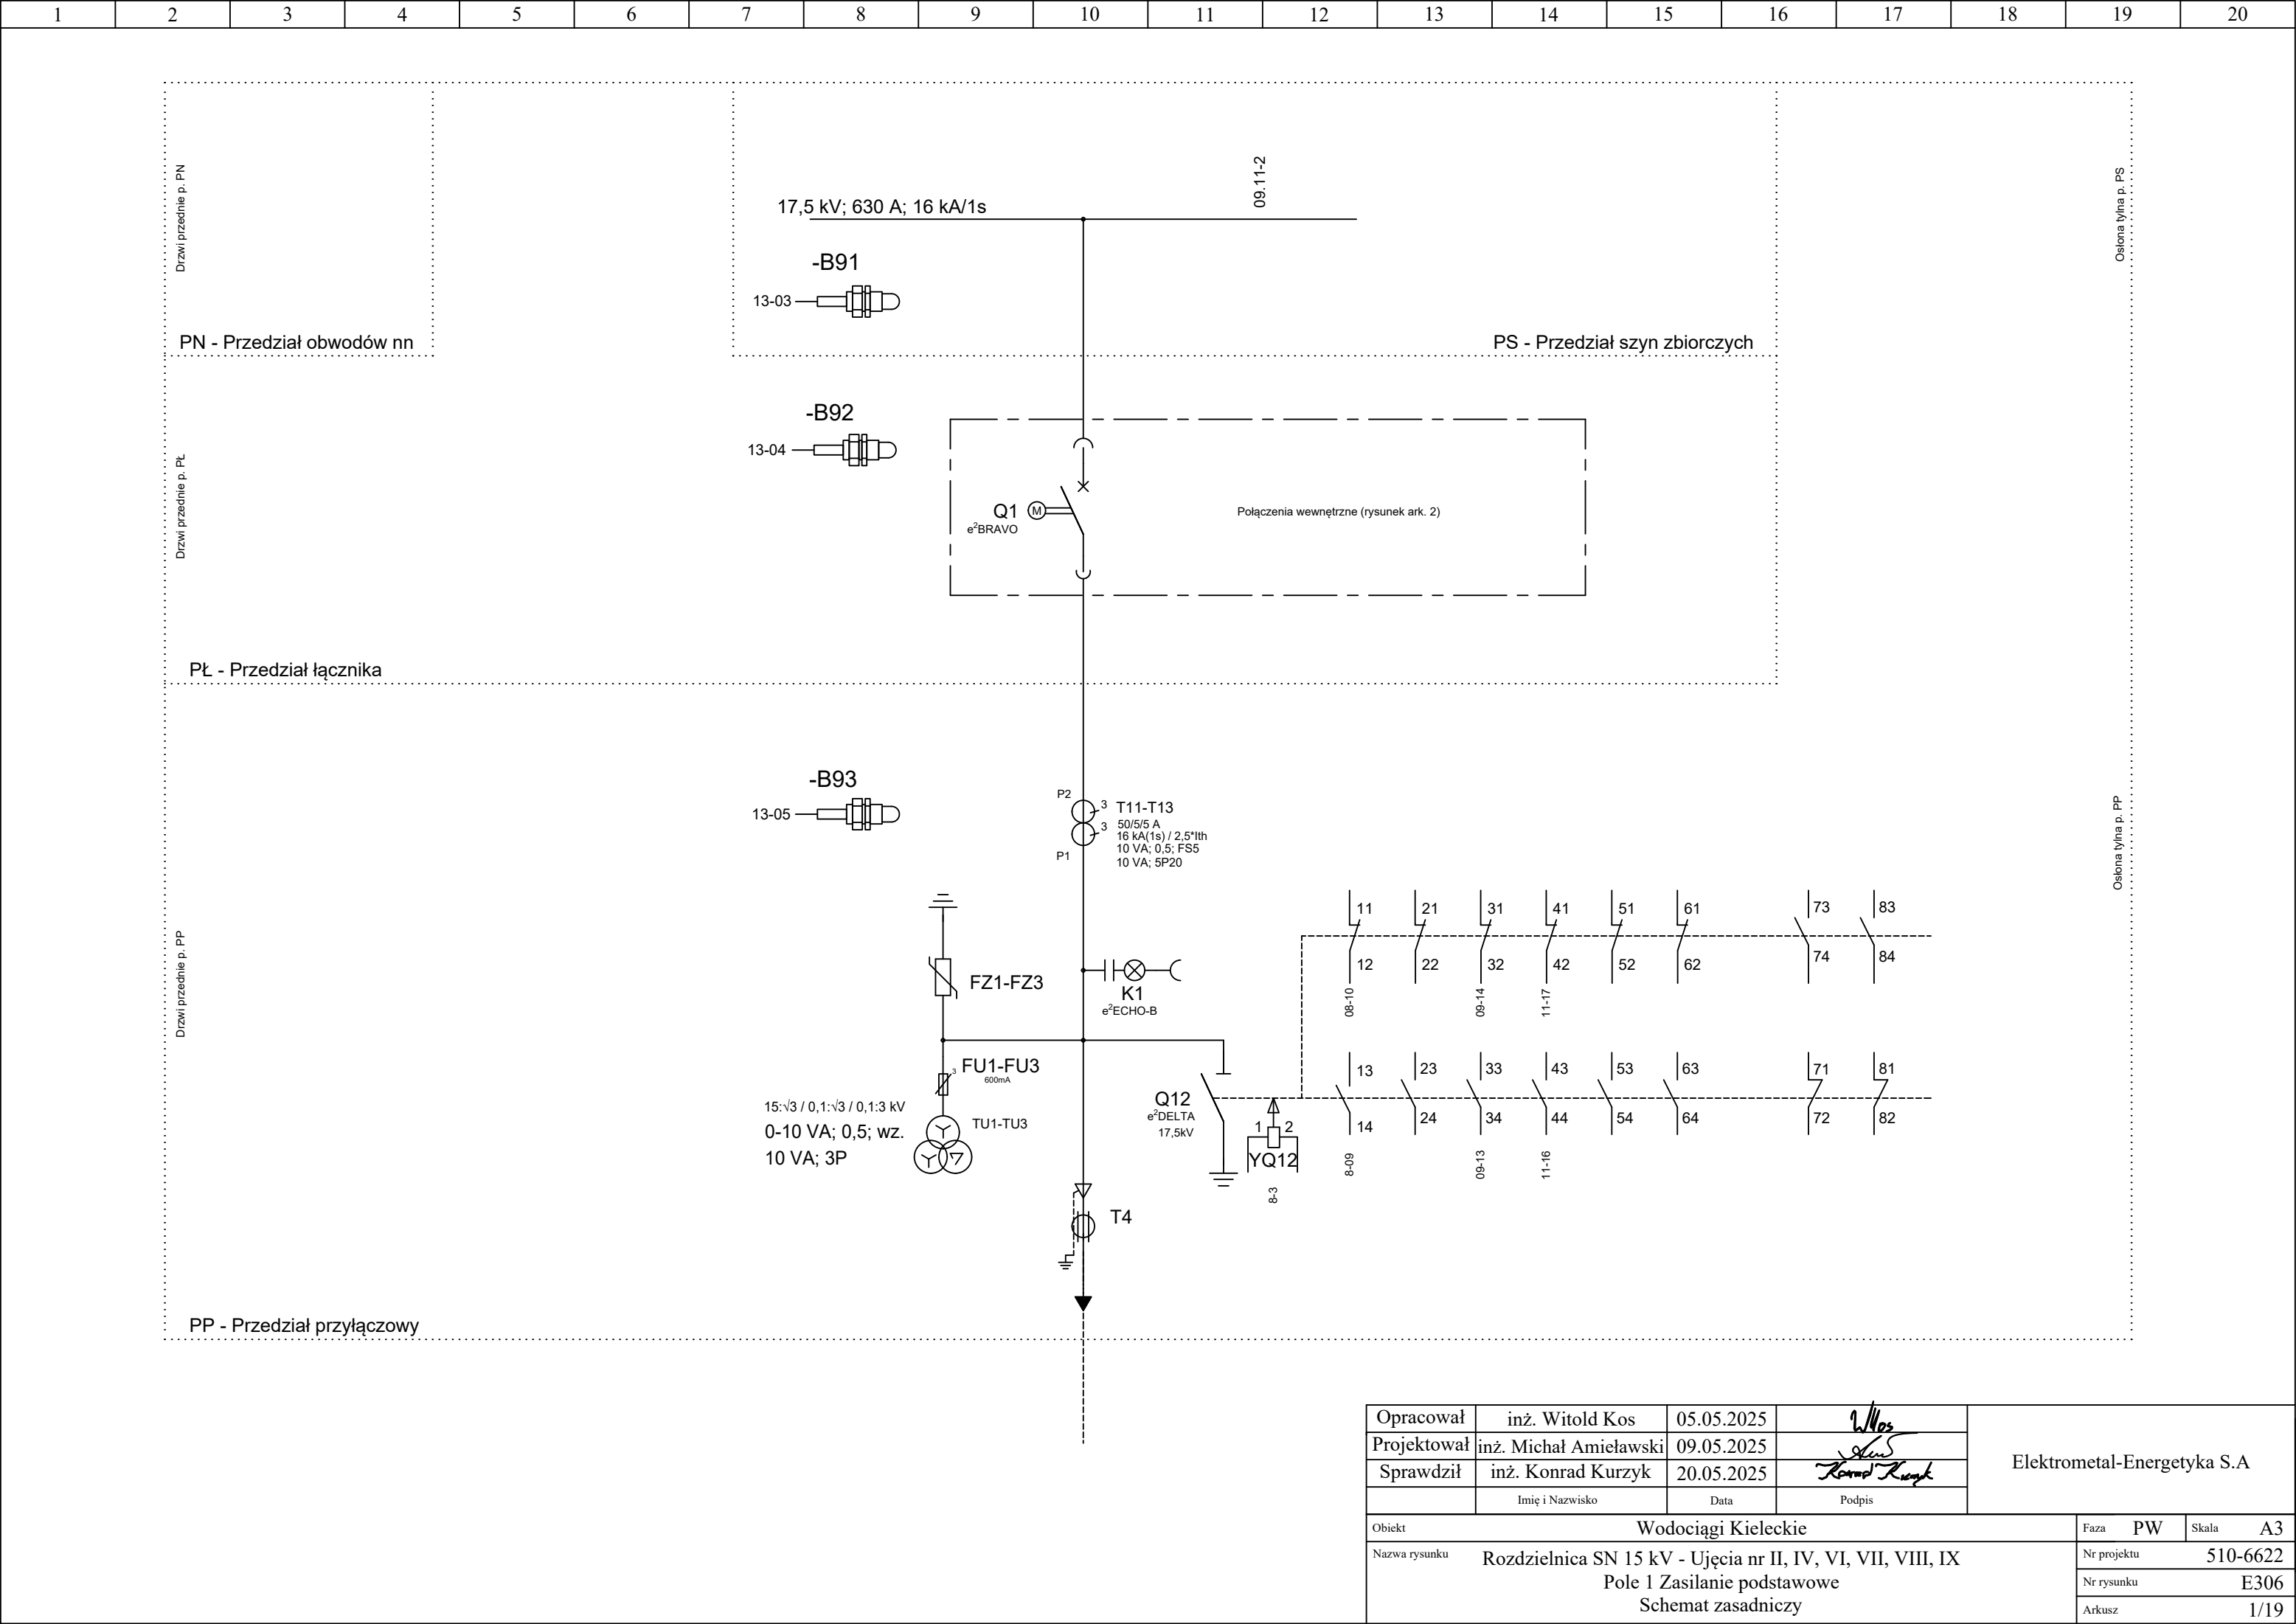 1 2 3 4 5 6 7 8 9 10 11 12 13 14 15 16 17 18 19 20
Drzwi przednie p. PN
Osłona tylna p. PS
09.11-2
17,5 kV; 630 A; 16 kA/1s
-B91
13-03
PN - Przedział obwodów nn
PS - Przedział szyn zbiorczych
-B92
13-04
Drzwi przednie p. PŁ
Q1
M
e²BRAVO
Połączenia wewnętrzne (rysunek ark. 2)
PŁ - Przedział łącznika
-B93
13-05
P2
3
3
P1
T11-T13
50/5/5 A
16 kA(1s) / 2,5*Ith
10 VA; 0,5; FS5
10 VA; 5P20
Osłona tylna p. PP
Drzwi przednie p. PP
11 21 31 41 51 61 73 83
12 22 32 42 52 62 74 84
08-10 09-14 11-17
FZ1-FZ3
K1
e²ECHO-B
FU1-FU3
3
600mA
15:√3 / 0,1:√3 / 0,1:3 kV
0-10 VA; 0,5; wz.
10 VA; 3P
TU1-TU3
Q12
e²DELTA
17,5kV
1 2
YQ12
8-3
13 23 33 43 53 63 71 81
14 24 34 44 54 64 72 82
8-09 09-13 11-16
T4
PP - Przedział przyłączowy
Opracował inż. Witold Kos 05.05.2025 WKos
Projektował inż. Michał Amieławski 09.05.2025
Sprawdził inż. Konrad Kurzyk 20.05.2025 Konrad Kurzyk
Imię i Nazwisko Data Podpis
Elektrometal-Energetyka S.A
Obiekt Wodociągi Kieleckie
Faza PW Skala A3
Nazwa rysunku Rozdzielnica SN 15 kV - Ujęcia nr II, IV, VI, VII, VIII, IX
Pole 1 Zasilanie podstawowe
Schemat zasadniczy
Nr projektu 510-6622
Nr rysunku E306
Arkusz 1/19